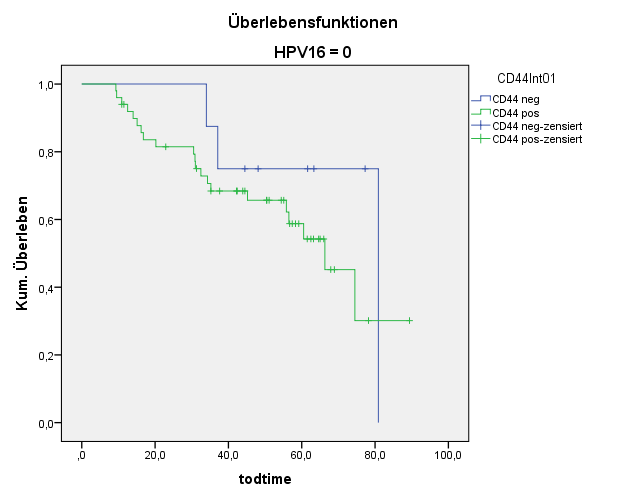 Überlebensfunktionen
HPV16 = 0
CD44Int01
CD44 neg
CD44 pos
CD44 neg-zensiert
CD44 pos-zensiert
Kum. Überleben
1,0
0,8
0,6
0,4
0,2
0,0
,0 20,0 40,0 60,0 80,0 100,0
todtime